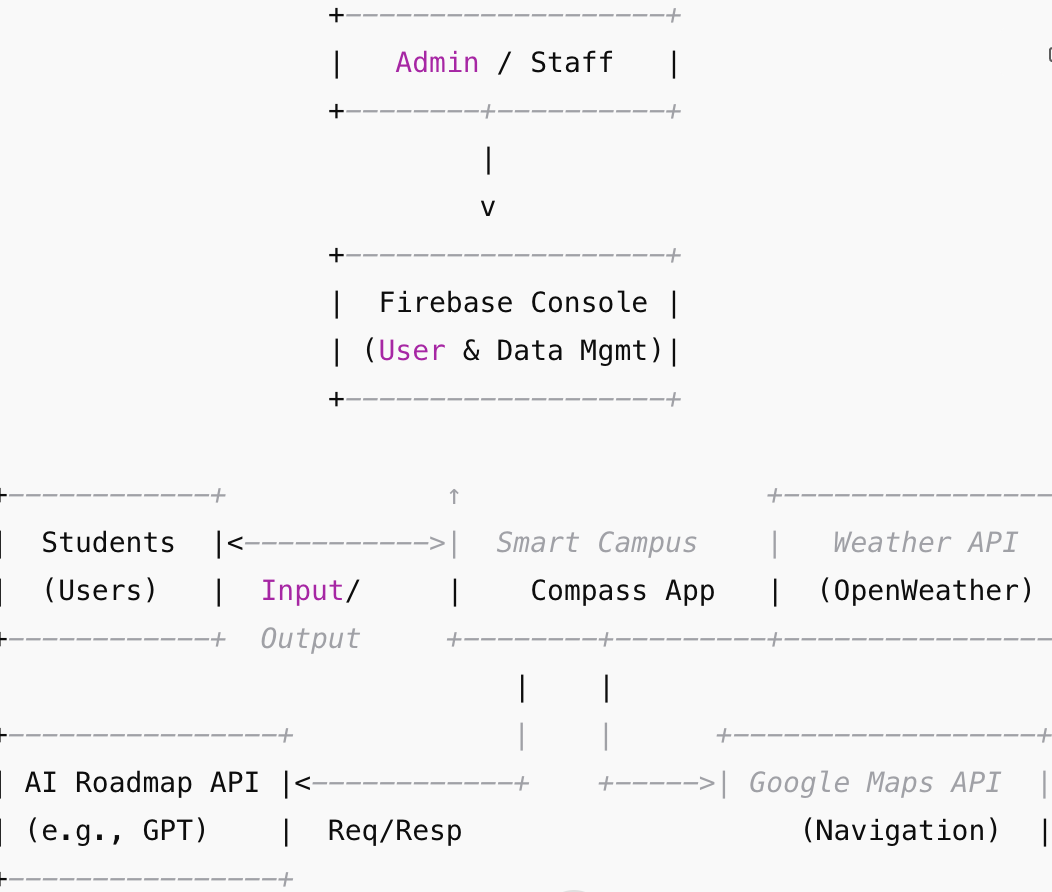 +-------------------+
|   Admin / Staff   |
+--------+----------+
|
v
+-------------------+
|  Firebase Console |
| (User & Data Mgmt)|
+-------------------+
+------------+             ↑                  +----------------
|  Students  |<----------->|  Smart Campus    |   Weather API
|  (Users)   |  Input/     |    Compass App   |  (OpenWeather)
+------------+  Output     +--------+---------+----------------
|    |
+----------------+             |    |      +------------------+
| AI Roadmap API |<------------+    +----->| Google Maps API  |
| (e.g., GPT)    |  Req/Resp                    (Navigation)  |
+----------------+